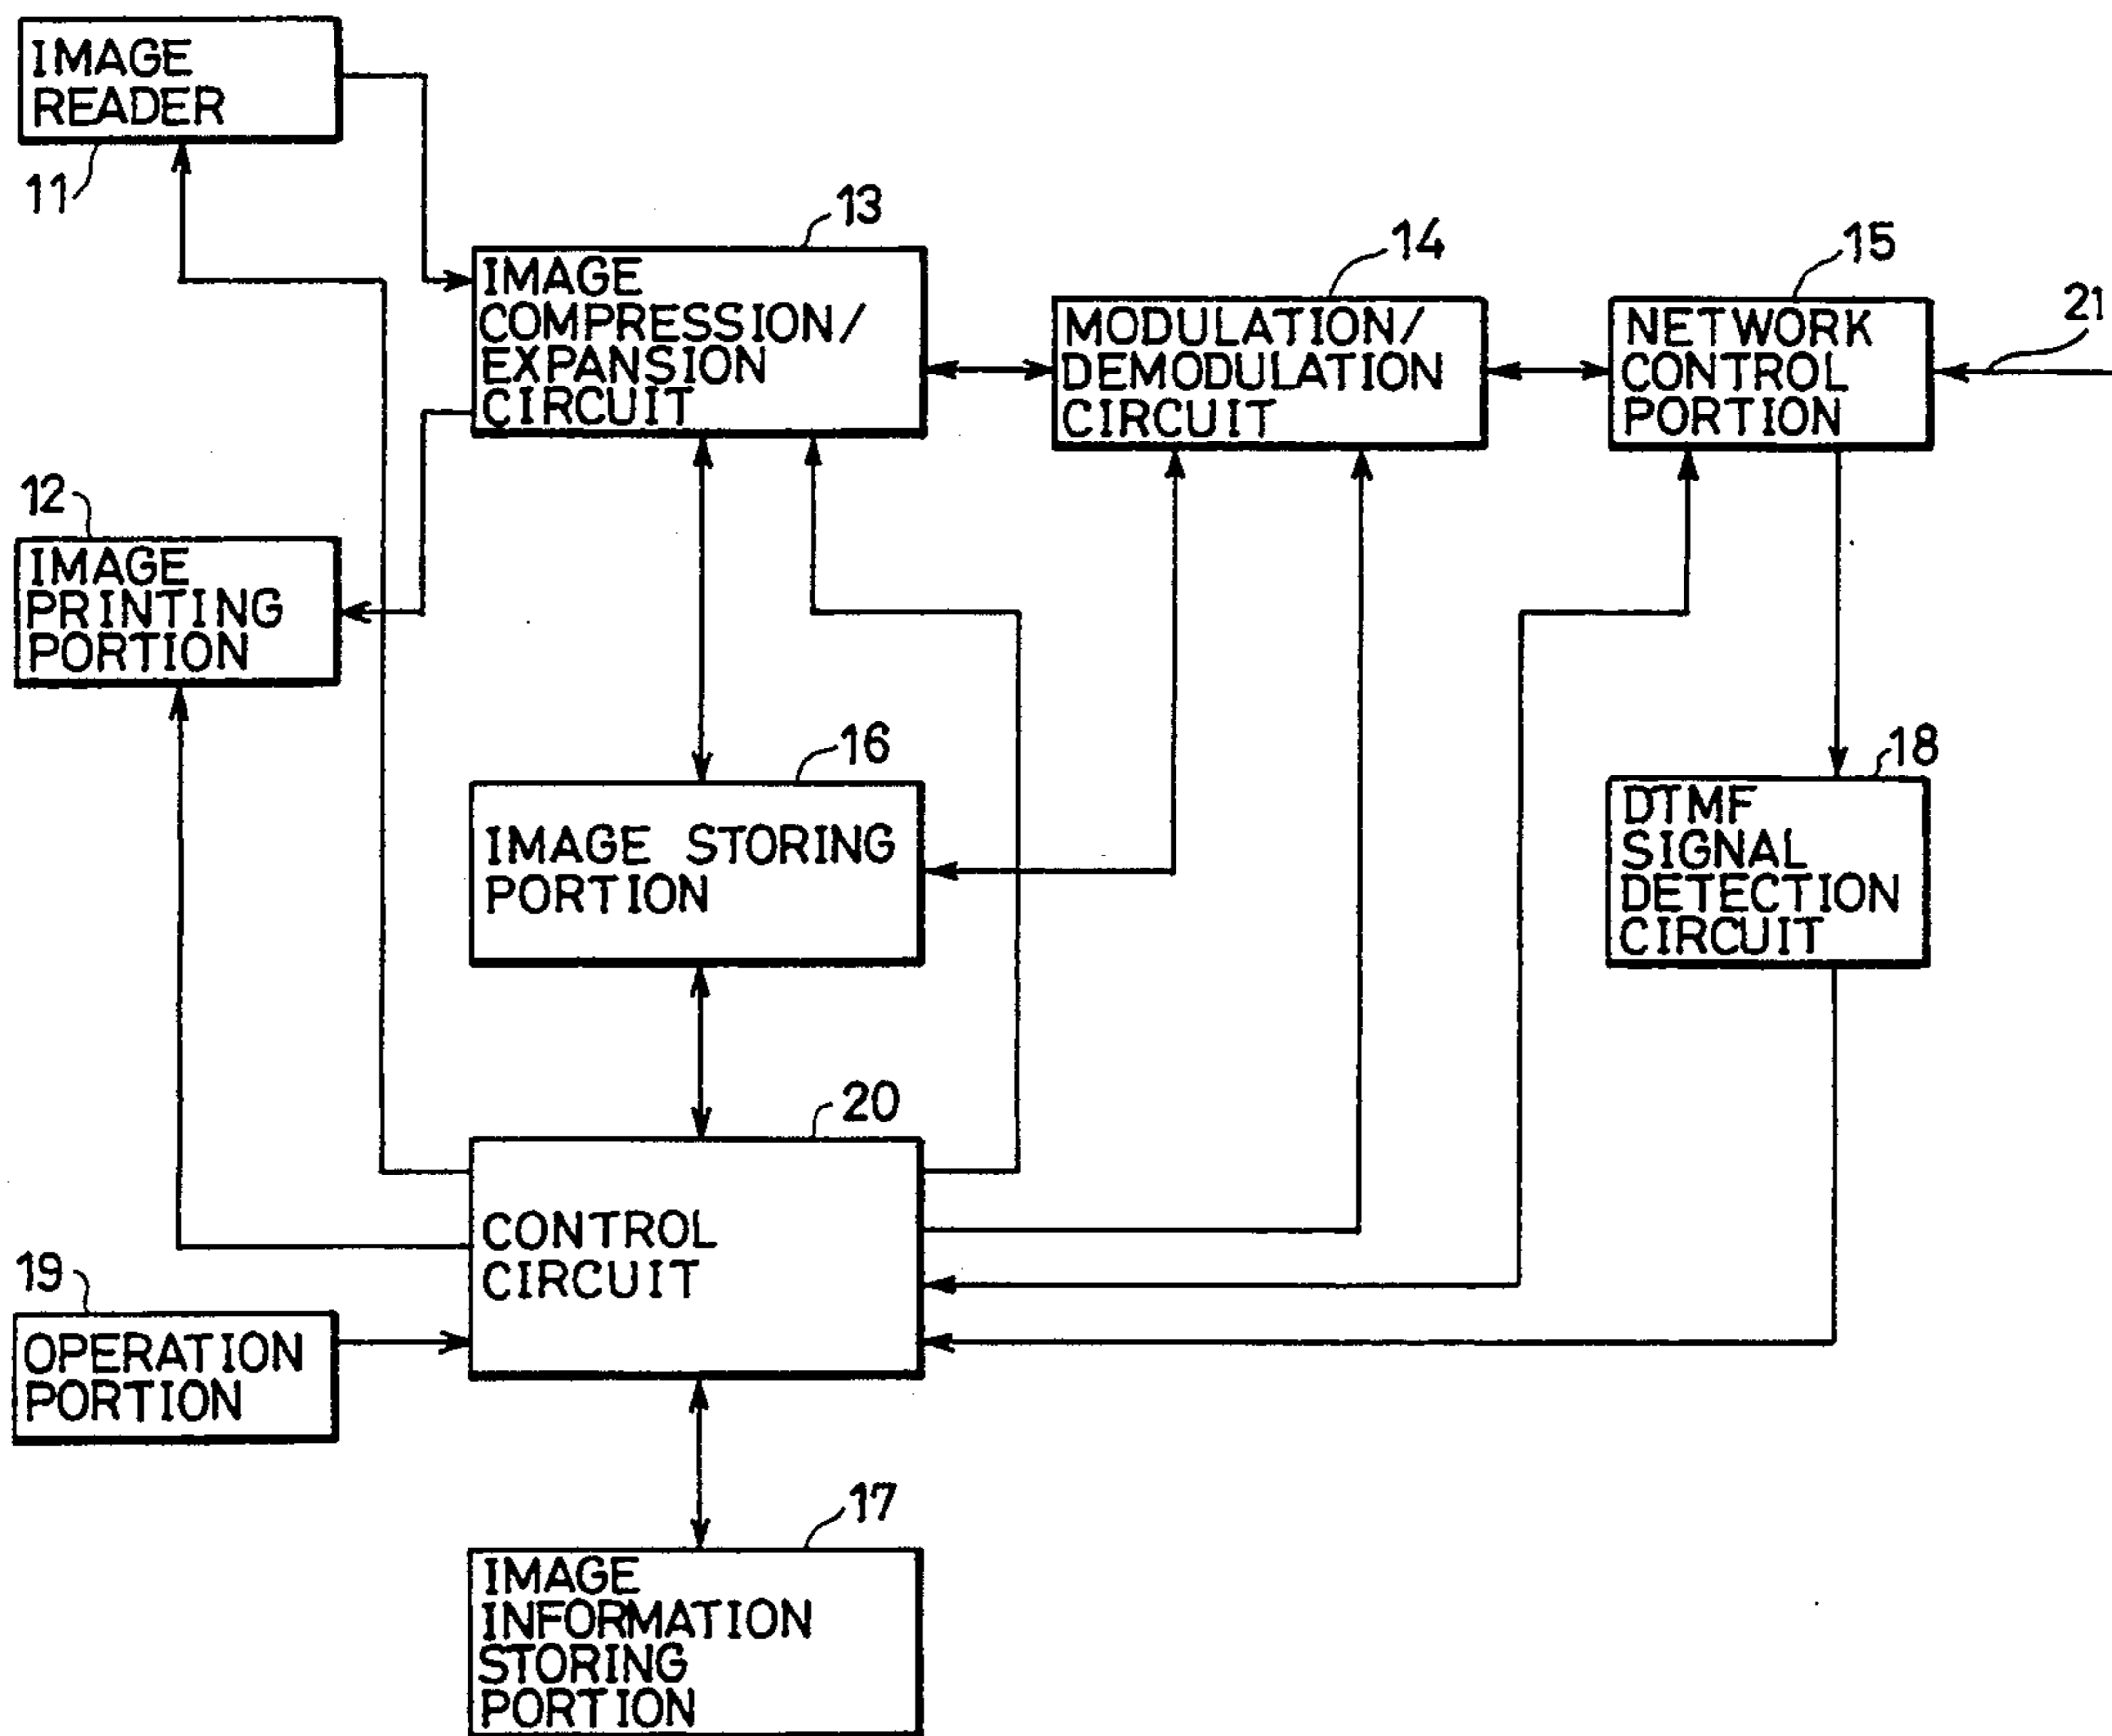 IMAGE
READER
11
13
IMAGE
COMPRESSION/
EXPANSION
CIRCUIT
14
MODULATION/
DEMODULATION
CIRCUIT
15
NETWORK
CONTROL
PORTION
21
12
IMAGE
PRINTING
PORTION
16
IMAGE STORING
PORTION
18
DTMF
SIGNAL
DETECTION
CIRCUIT
20
CONTROL
CIRCUIT
19
OPERATION
PORTION
17
IMAGE
INFORMATION
STORING
PORTION